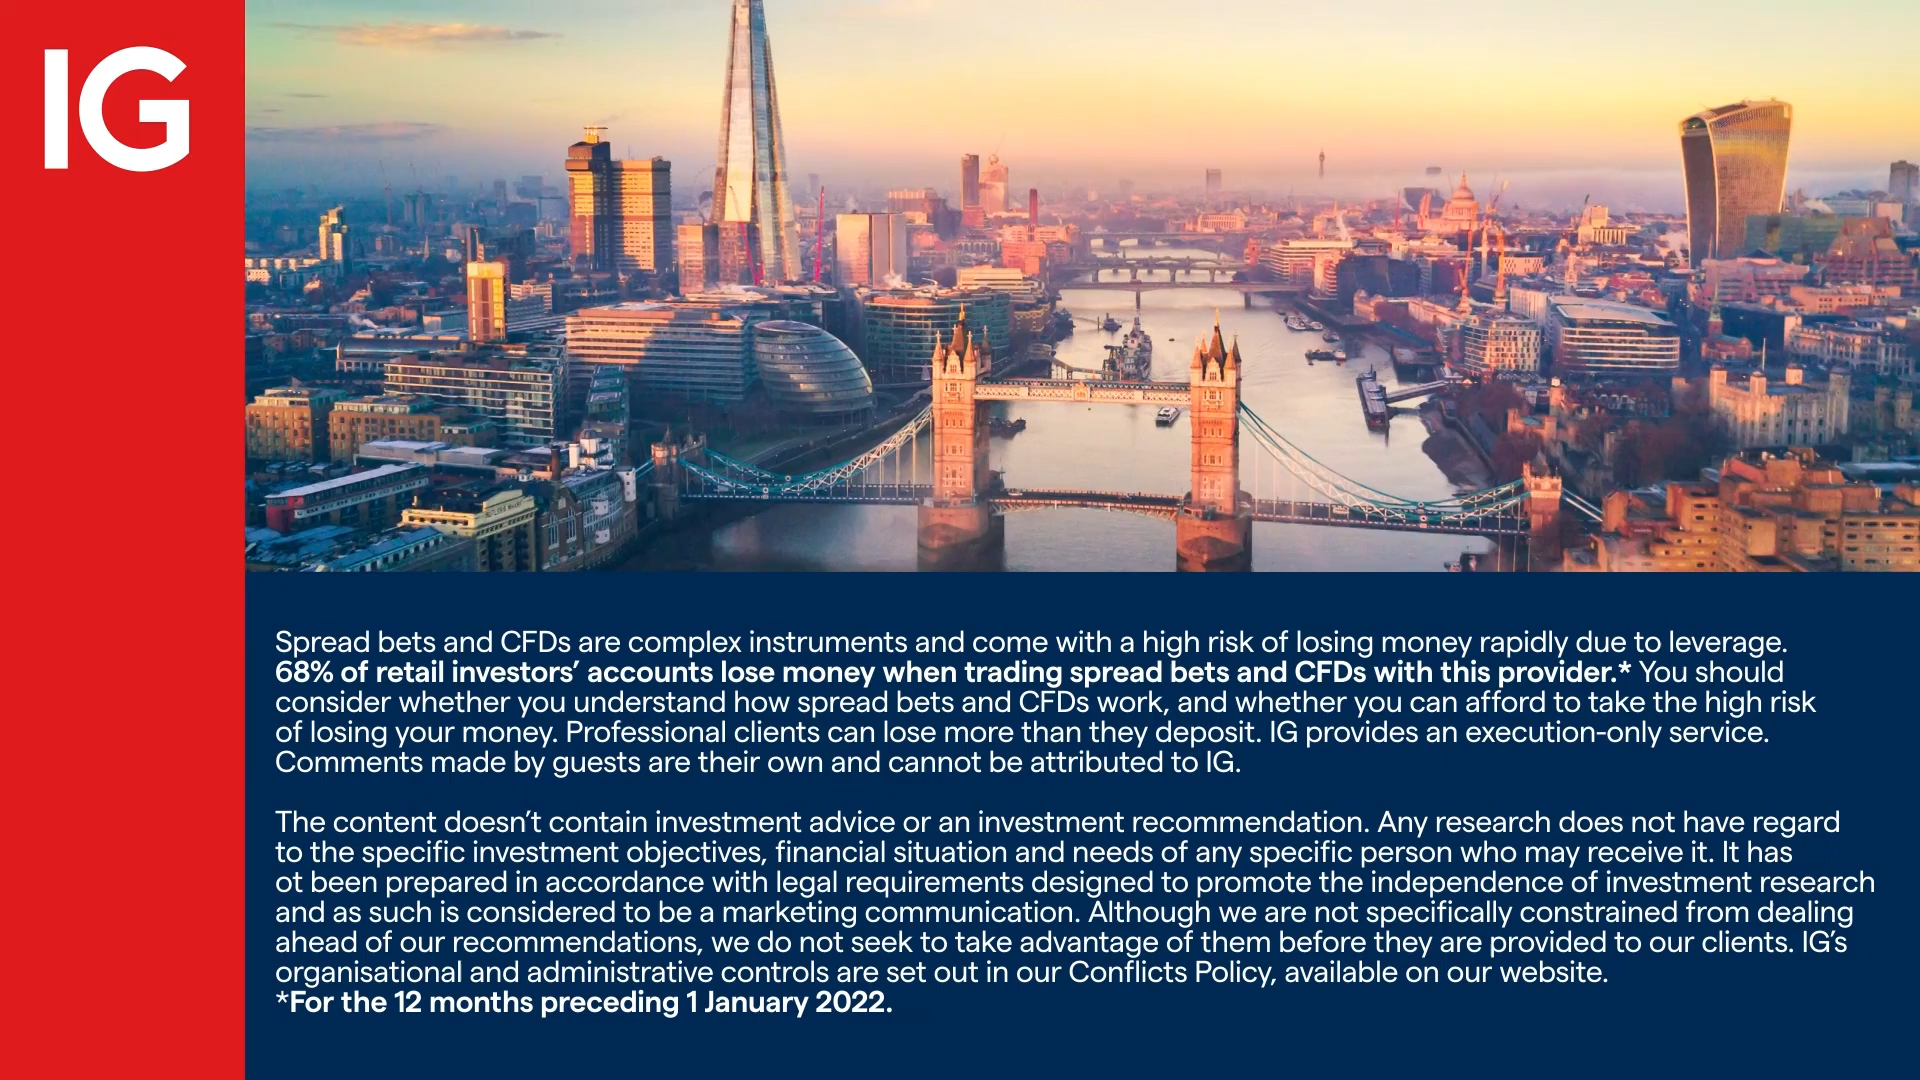 IG
Spread bets and CFDs are complex instruments and come with a high risk of losing money rapidly due to leverage.
68% of retail investors’ accounts lose money when trading spread bets and CFDs with this provider.* You should
consider whether you understand how spread bets and CFDs work, and whether you can afford to take the high risk
of losing your money. Professional clients can lose more than they deposit. IG provides an execution-only service.
Comments made by guests are their own and cannot be attributed to IG.
The content doesn’t contain investment advice or an investment recommendation. Any research does not have regard
to the specific investment objectives, financial situation and needs of any specific person who may receive it. It has
ot been prepared in accordance with legal requirements designed to promote the independence of investment research
and as such is considered to be a marketing communication. Although we are not specifically constrained from dealing
ahead of our recommendations, we do not seek to take advantage of them before they are provided to our clients. IG’s
organisational and administrative controls are set out in our Conflicts Policy, available on our website.
*For the 12 months preceding 1 January 2022.